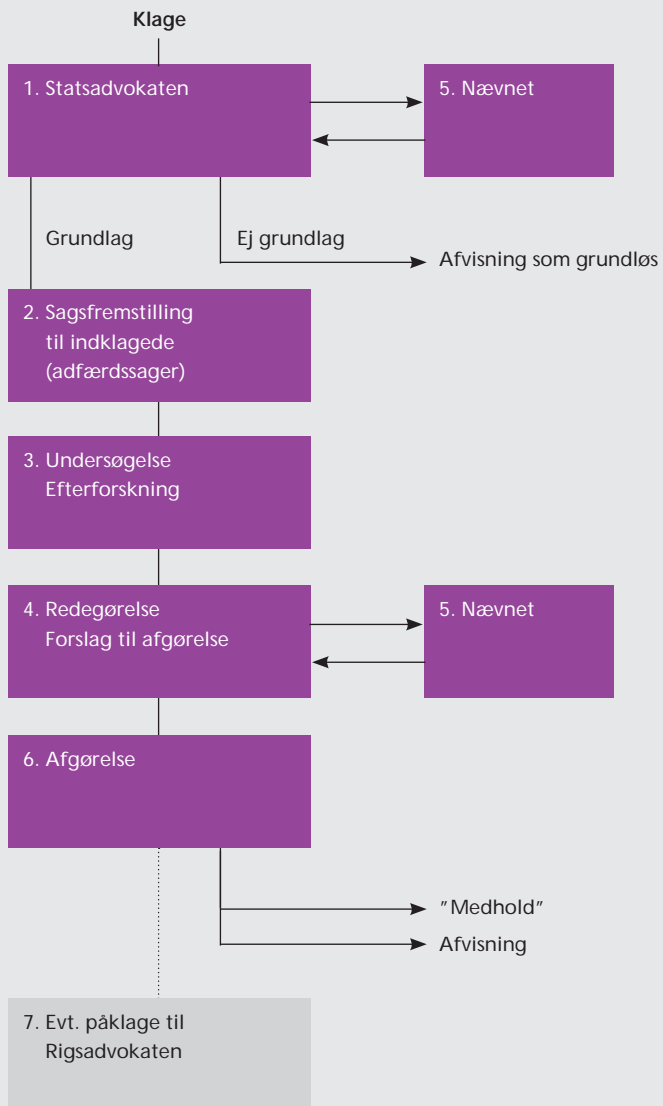 Klage
1. Statsadvokaten
5. Nævnet
Grundlag
Ej grundlag
Afvisning som grundløs
2. Sagsfremstilling
til indklagede
(adfærdssager)
3. Undersøgelse
Efterforskning
4. Redegørelse
Forslag til afgørelse
5. Nævnet
6. Afgørelse
"Medhold"
Afvisning
7. Evt. påklage til
Rigsadvokaten